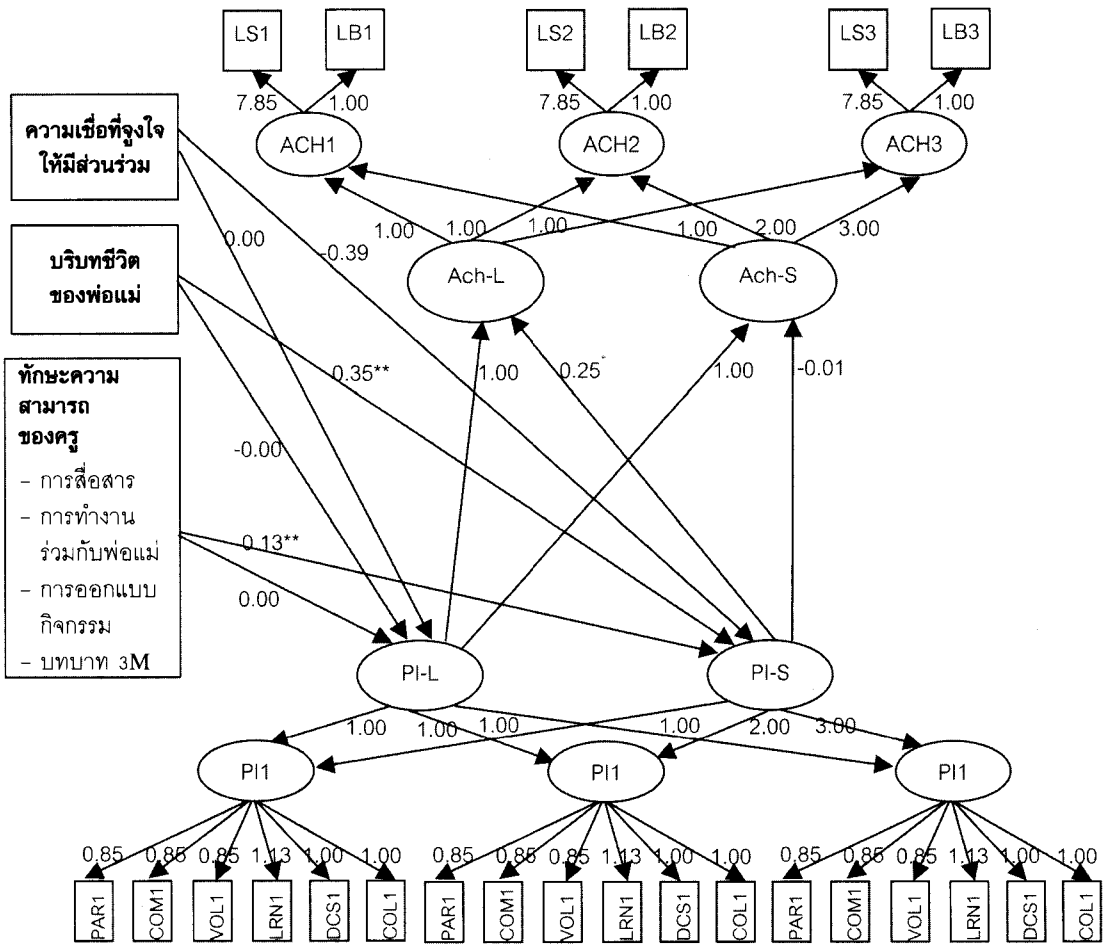 LS1 LB1 LS2 LB2 LS3 LB3
7.85 1.00 7.85 1.00 7.85 1.00
ACH1 ACH2 ACH3
ความเชื่อที่จูงใจ
ให้มีส่วนร่วม
1.00 1.00 1.00 1.00 2.00 3.00
0.00 -0.39
บริบทชีวิต
ของพ่อแม่
Ach-L Ach-S
0.35** 1.00 0.25* 1.00 -0.01
ทักษะความ
สามารถ
ของครู
- การสื่อสาร
- การทำงาน
ร่วมกับพ่อแม่
- การออกแบบ
กิจกรรม
- บทบาท 3M
-0.00
0.13**
0.00
PI-L PI-S
1.00 1.00 1.00 1.00 2.00 3.00
PI1 PI1 PI1
0.85 0.85 0.85 1.13 1.00 1.00 0.85 0.85 0.85 1.13 1.00 1.00 0.85 0.85 0.85 1.13 1.00 1.00
PAR1 COM1 VOL1 LRN1 DCS1 COL1 PAR1 COM1 VOL1 LRN1 DCS1 COL1 PAR1 COM1 VOL1 LRN1 DCS1 COL1